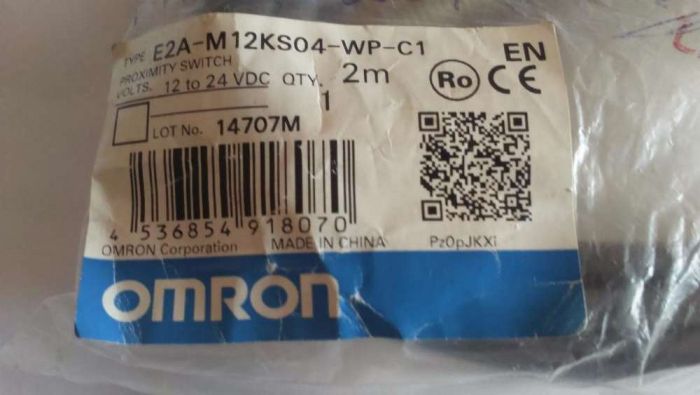 TYPE E2A-M12KS04-WP-C1
PROXIMITY SWITCH
VOLTS. 12 to 24 VDC QTY. 2m
1
EN
Ro CE
LOT No. 14707M
4 536854 918070
OMRON Corporation MADE IN CHINA
PzOpJKXi
OMRON